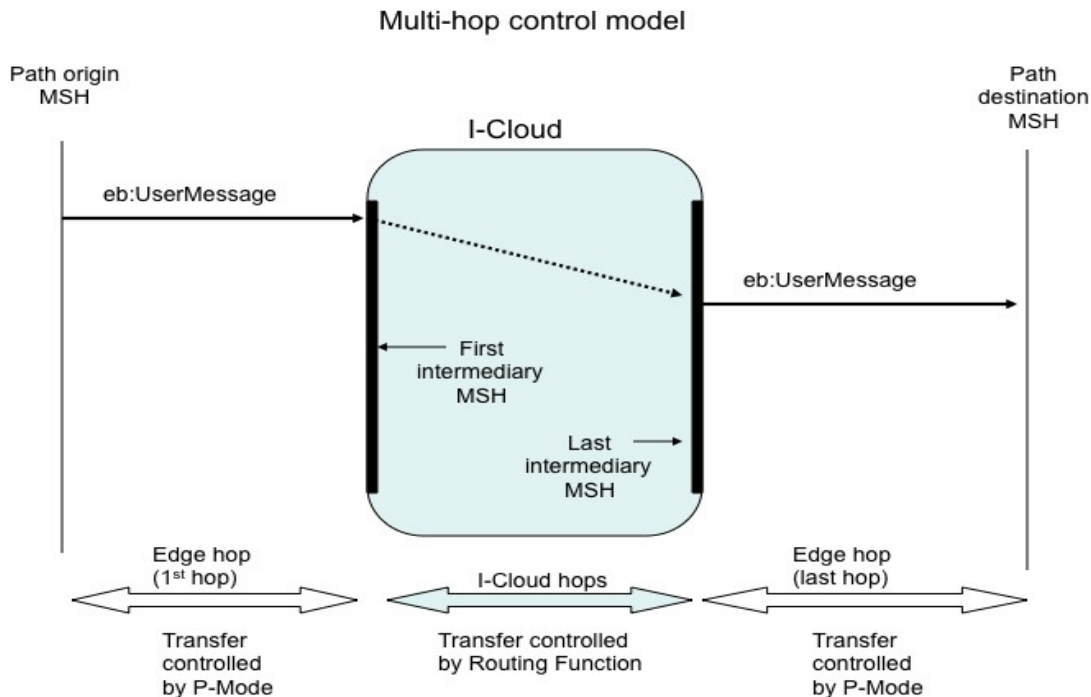 Multi-hop control model
Path origin
MSH
Path
destination
MSH
I-Cloud
eb:UserMessage
eb:UserMessage
First
intermediary
MSH
Last
intermediary
MSH
Edge hop
(1st hop)
I-Cloud hops
Edge hop
(last hop)
Transfer
controlled
by P-Mode
Transfer controlled
by Routing Function
Transfer
controlled
by P-Mode